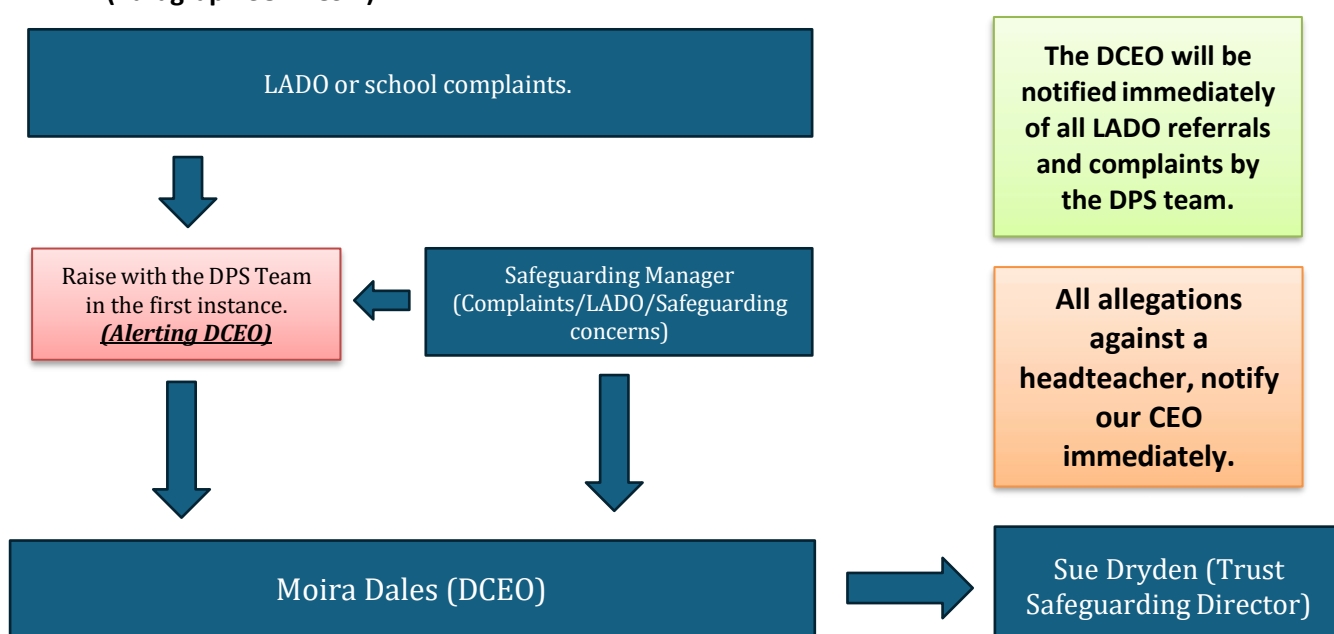 LADO or school complaints.
The DCEO will be
notified immediately
of all LADO referrals
and complaints by
the DPS team.
Raise with the DPS Team
in the first instance.
(Alerting DCEO)
Safeguarding Manager
(Complaints/LADO/Safeguarding
concerns)
All allegations
against a
headteacher, notify
our CEO
immediately.
Moira Dales (DCEO)
Sue Dryden (Trust
Safeguarding Director)